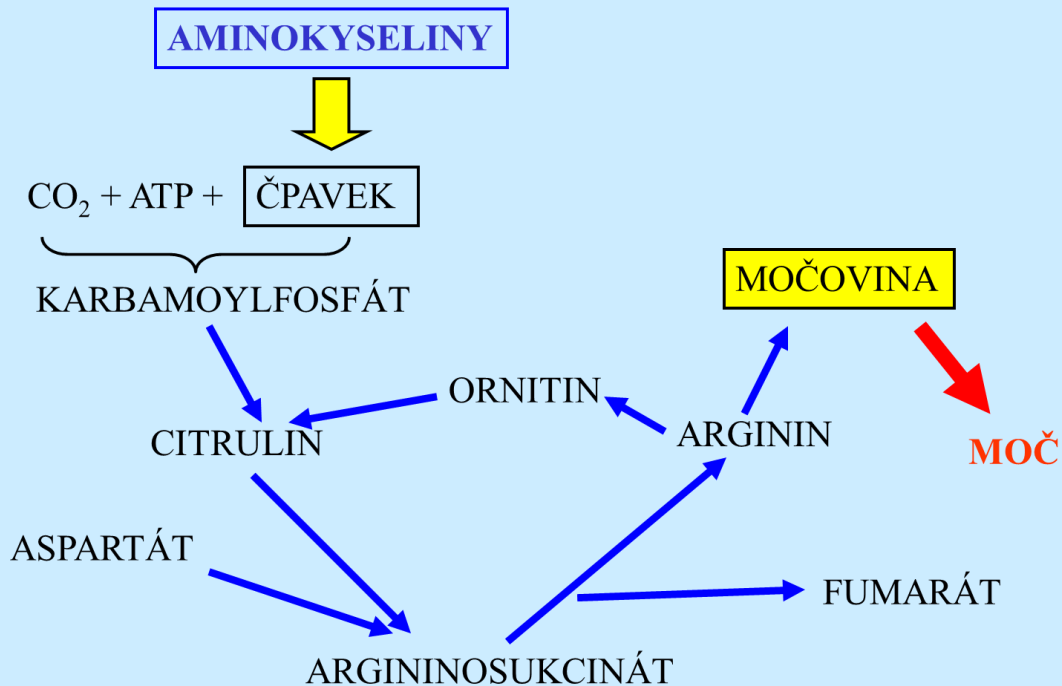 AMINOKYSELINY
CO₂ + ATP + ČPAVEK
KARBAMOYLFOSFÁT
MOČOVINA
ORNITIN
CITRULIN
ARGININ
MOČ
ASPARTÁT
FUMARÁT
ARGININOSUKCINÁT